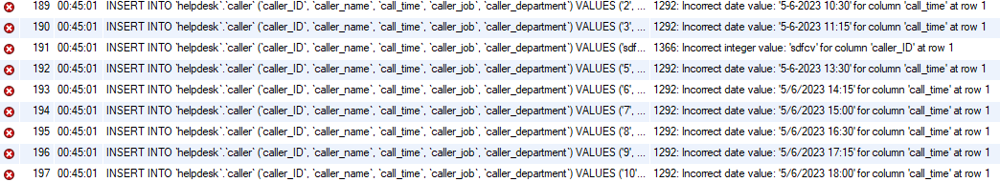 189 00:45:01 INSERT INTO `helpdesk`.`caller` (`caller_ID`, `caller_name`, `call_time`, `caller_job`, `caller_department`) VALUES ('2', ... 1292: Incorrect date value: '5-6-2023 10:30' for column 'call_time' at row 1
190 00:45:01 INSERT INTO `helpdesk`.`caller` (`caller_ID`, `caller_name`, `call_time`, `caller_job`, `caller_department`) VALUES ('3', ... 1292: Incorrect date value: '5-6-2023 11:15' for column 'call_time' at row 1
191 00:45:01 INSERT INTO `helpdesk`.`caller` (`caller_ID`, `caller_name`, `call_time`, `caller_job`, `caller_department`) VALUES ('sdf... 1366: Incorrect integer value: 'sdfcv' for column 'caller_ID' at row 1
192 00:45:01 INSERT INTO `helpdesk`.`caller` (`caller_ID`, `caller_name`, `call_time`, `caller_job`, `caller_department`) VALUES ('5', ... 1292: Incorrect date value: '5-6-2023 13:30' for column 'call_time' at row 1
193 00:45:01 INSERT INTO `helpdesk`.`caller` (`caller_ID`, `caller_name`, `call_time`, `caller_job`, `caller_department`) VALUES ('6', ... 1292: Incorrect date value: '5/6/2023 14:15' for column 'call_time' at row 1
194 00:45:01 INSERT INTO `helpdesk`.`caller` (`caller_ID`, `caller_name`, `call_time`, `caller_job`, `caller_department`) VALUES ('7', ... 1292: Incorrect date value: '5/6/2023 15:00' for column 'call_time' at row 1
195 00:45:01 INSERT INTO `helpdesk`.`caller` (`caller_ID`, `caller_name`, `call_time`, `caller_job`, `caller_department`) VALUES ('8', ... 1292: Incorrect date value: '5/6/2023 16:30' for column 'call_time' at row 1
196 00:45:01 INSERT INTO `helpdesk`.`caller` (`caller_ID`, `caller_name`, `call_time`, `caller_job`, `caller_department`) VALUES ('9', ... 1292: Incorrect date value: '5/6/2023 17:15' for column 'call_time' at row 1
197 00:45:01 INSERT INTO `helpdesk`.`caller` (`caller_ID`, `caller_name`, `call_time`, `caller_job`, `caller_department`) VALUES ('10'... 1292: Incorrect date value: '5/6/2023 18:00' for column 'call_time' at row 1